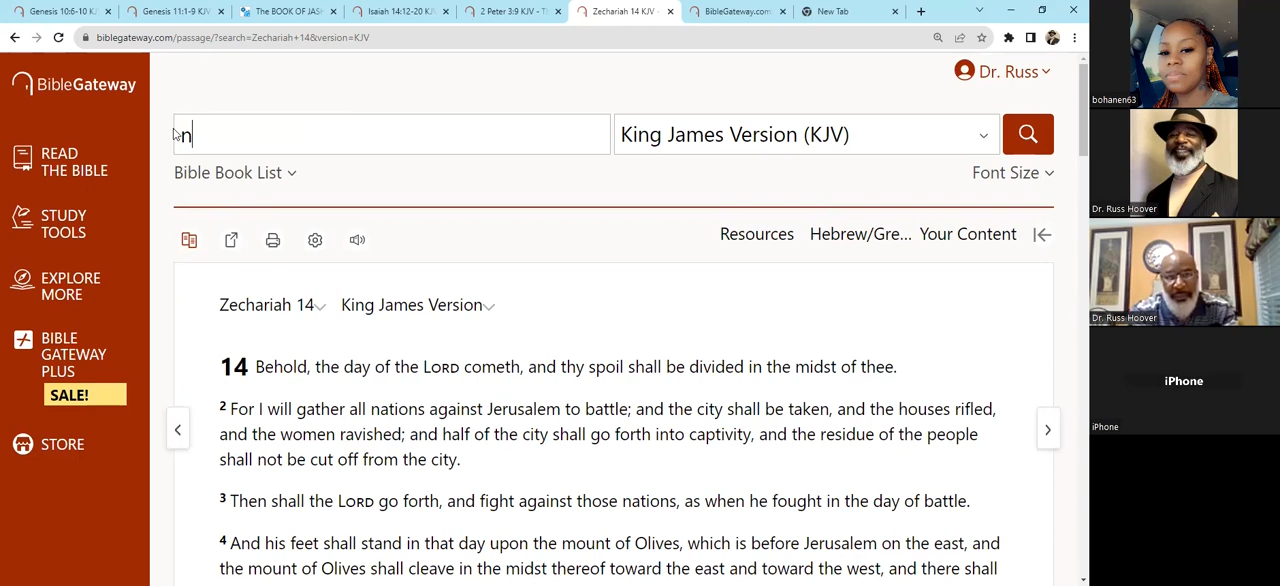 Genesis 10:6-10 KJ
Genesis 11:1-9 KJV
The BOOK OF JAS
Isaiah 14:12-20 KJV
2 Peter 3:9 KJV - T
Zechariah 14 KJV
BibleGateway.com
New Tab
biblegateway.com/passage/?search=Zechariah+14&version=KJV
BibleGateway
Dr. Russ
n
King James Version (KJV)
Bible Book List
Font Size
READ
THE BIBLE
STUDY
TOOLS
EXPLORE
MORE
BIBLE
GATEWAY
PLUS
SALE!
STORE
Resources Hebrew/Gre... Your Content
Zechariah 14 King James Version
14 Behold, the day of the LORD cometh, and thy spoil shall be divided in the midst of thee.
2 For I will gather all nations against Jerusalem to battle; and the city shall be taken, and the houses rifled,
and the women ravished; and half of the city shall go forth into captivity, and the residue of the people
shall not be cut off from the city.
3 Then shall the LORD go forth, and fight against those nations, as when he fought in the day of battle.
4 And his feet shall stand in that day upon the mount of Olives, which is before Jerusalem on the east, and
the mount of Olives shall cleave in the midst thereof toward the east and toward the west, and there shall
bohanen63
Dr. Russ Hoover
Dr. Russ Hoover
iPhone
iPhone